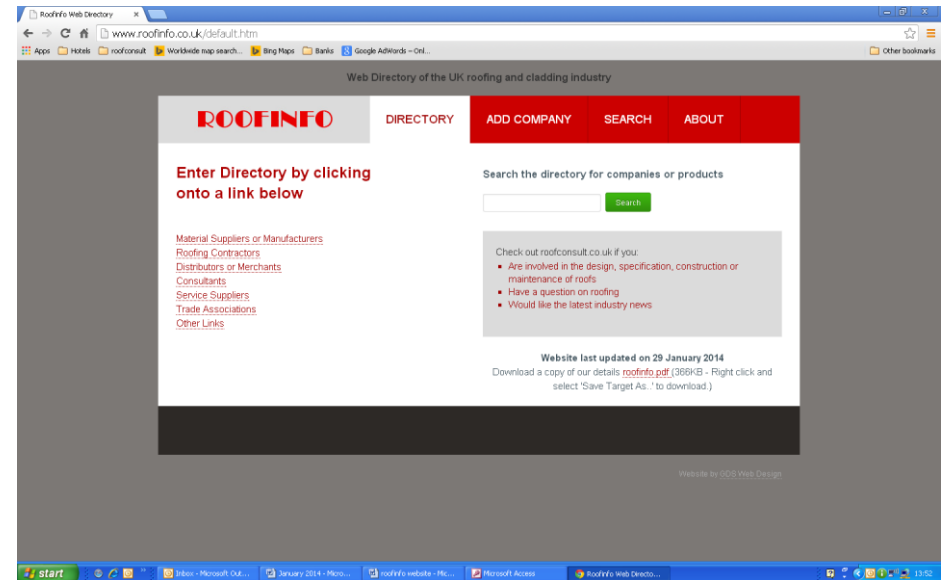 Roofinfo Web Directory
www.roofinfo.co.uk/default.htm
Apps Hotels roofconsult Worldwide map search... Bing Maps Banks Google AdWords – Onl... Other bookmarks
Web Directory of the UK roofing and cladding industry
ROOFINFO DIRECTORY ADD COMPANY SEARCH ABOUT
Enter Directory by clicking
onto a link below
Material Suppliers or Manufacturers
Roofing Contractors
Distributors or Merchants
Consultants
Service Suppliers
Trade Associations
Other Links
Search the directory for companies or products
Search
Check out roofconsult.co.uk if you:
Are involved in the design, specification, construction or
maintenance of roofs
Have a question on roofing
Would like the latest industry news
Website last updated on 29 January 2014
Download a copy of our details roofinfo.pdf (366KB - Right click and
select 'Save Target As..' to download.)
Website by GDS Web Design
start Inbox - Microsoft Out... January 2014 - Micro... roofinfo website - Mic... Microsoft Access Roofinfo Web Directo... 13:52